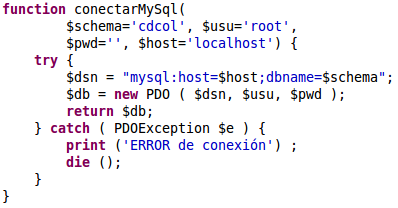 function conectarMySql(
        $schema='cdcol', $usu='root',
        $pwd='', $host='localhost') {
    try {
        $dsn = "mysql:host=$host;dbname=$schema";
        $db = new PDO ( $dsn, $usu, $pwd );
        return $db;
    } catch ( PDOException $e ) {
        print ('ERROR de conexión') ;
        die ();
    }
}